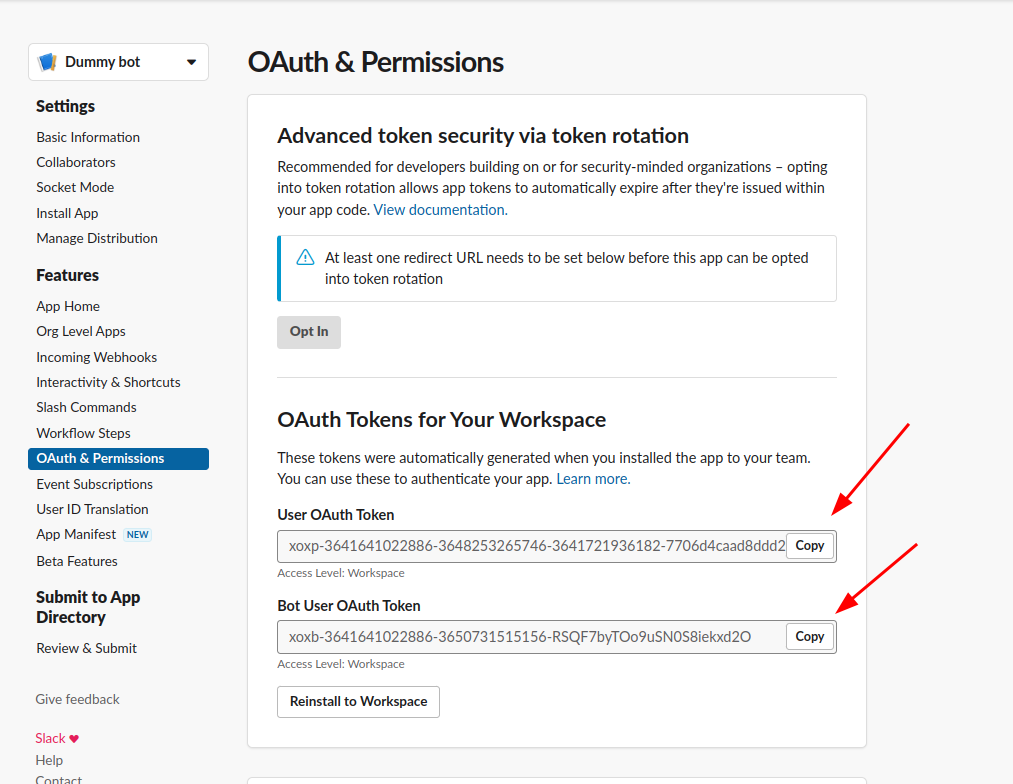 Dummy bot
Settings
Basic Information
Collaborators
Socket Mode
Install App
Manage Distribution
Features
App Home
Org Level Apps
Incoming Webhooks
Interactivity & Shortcuts
Slash Commands
Workflow Steps
OAuth & Permissions
Event Subscriptions
User ID Translation
App Manifest NEW
Beta Features
Submit to App
Directory
Review & Submit
Give feedback
Slack ♥
Help
Contact
OAuth & Permissions
Advanced token security via token rotation
Recommended for developers building on or for security-minded organizations – opting
into token rotation allows app tokens to automatically expire after they're issued within
your app code. View documentation.
At least one redirect URL needs to be set below before this app can be opted
into token rotation
Opt In
OAuth Tokens for Your Workspace
These tokens were automatically generated when you installed the app to your team.
You can use these to authenticate your app. Learn more.
User OAuth Token
xoxp-3641641022886-3648253265746-3641721936182-7706d4caad8ddd2 Copy
Access Level: Workspace
Bot User OAuth Token
xoxb-3641641022886-3650731515156-RSQF7byTOo9uSN0S8iekxd2O Copy
Access Level: Workspace
Reinstall to Workspace